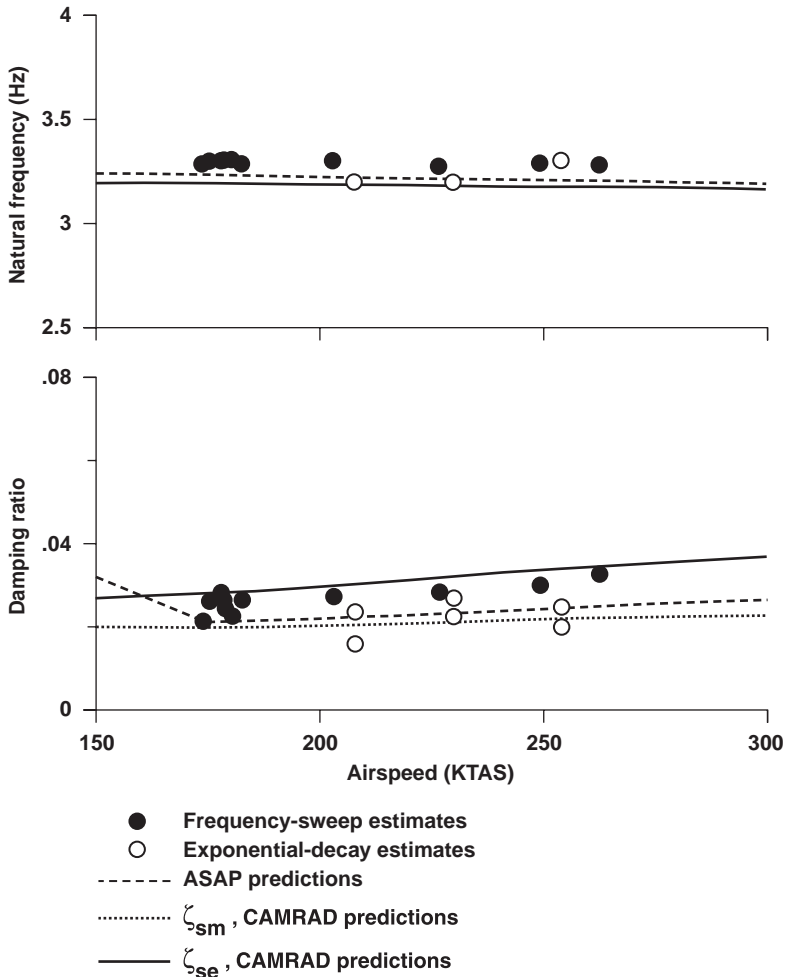 4
3.5
3
2.5
Natural frequency (Hz)
.08
.04
0
Damping ratio
150
200
250
300
Airspeed (KTAS)
Frequency-sweep estimates
Exponential-decay estimates
ASAP predictions
ζsm , CAMRAD predictions
ζse , CAMRAD predictions